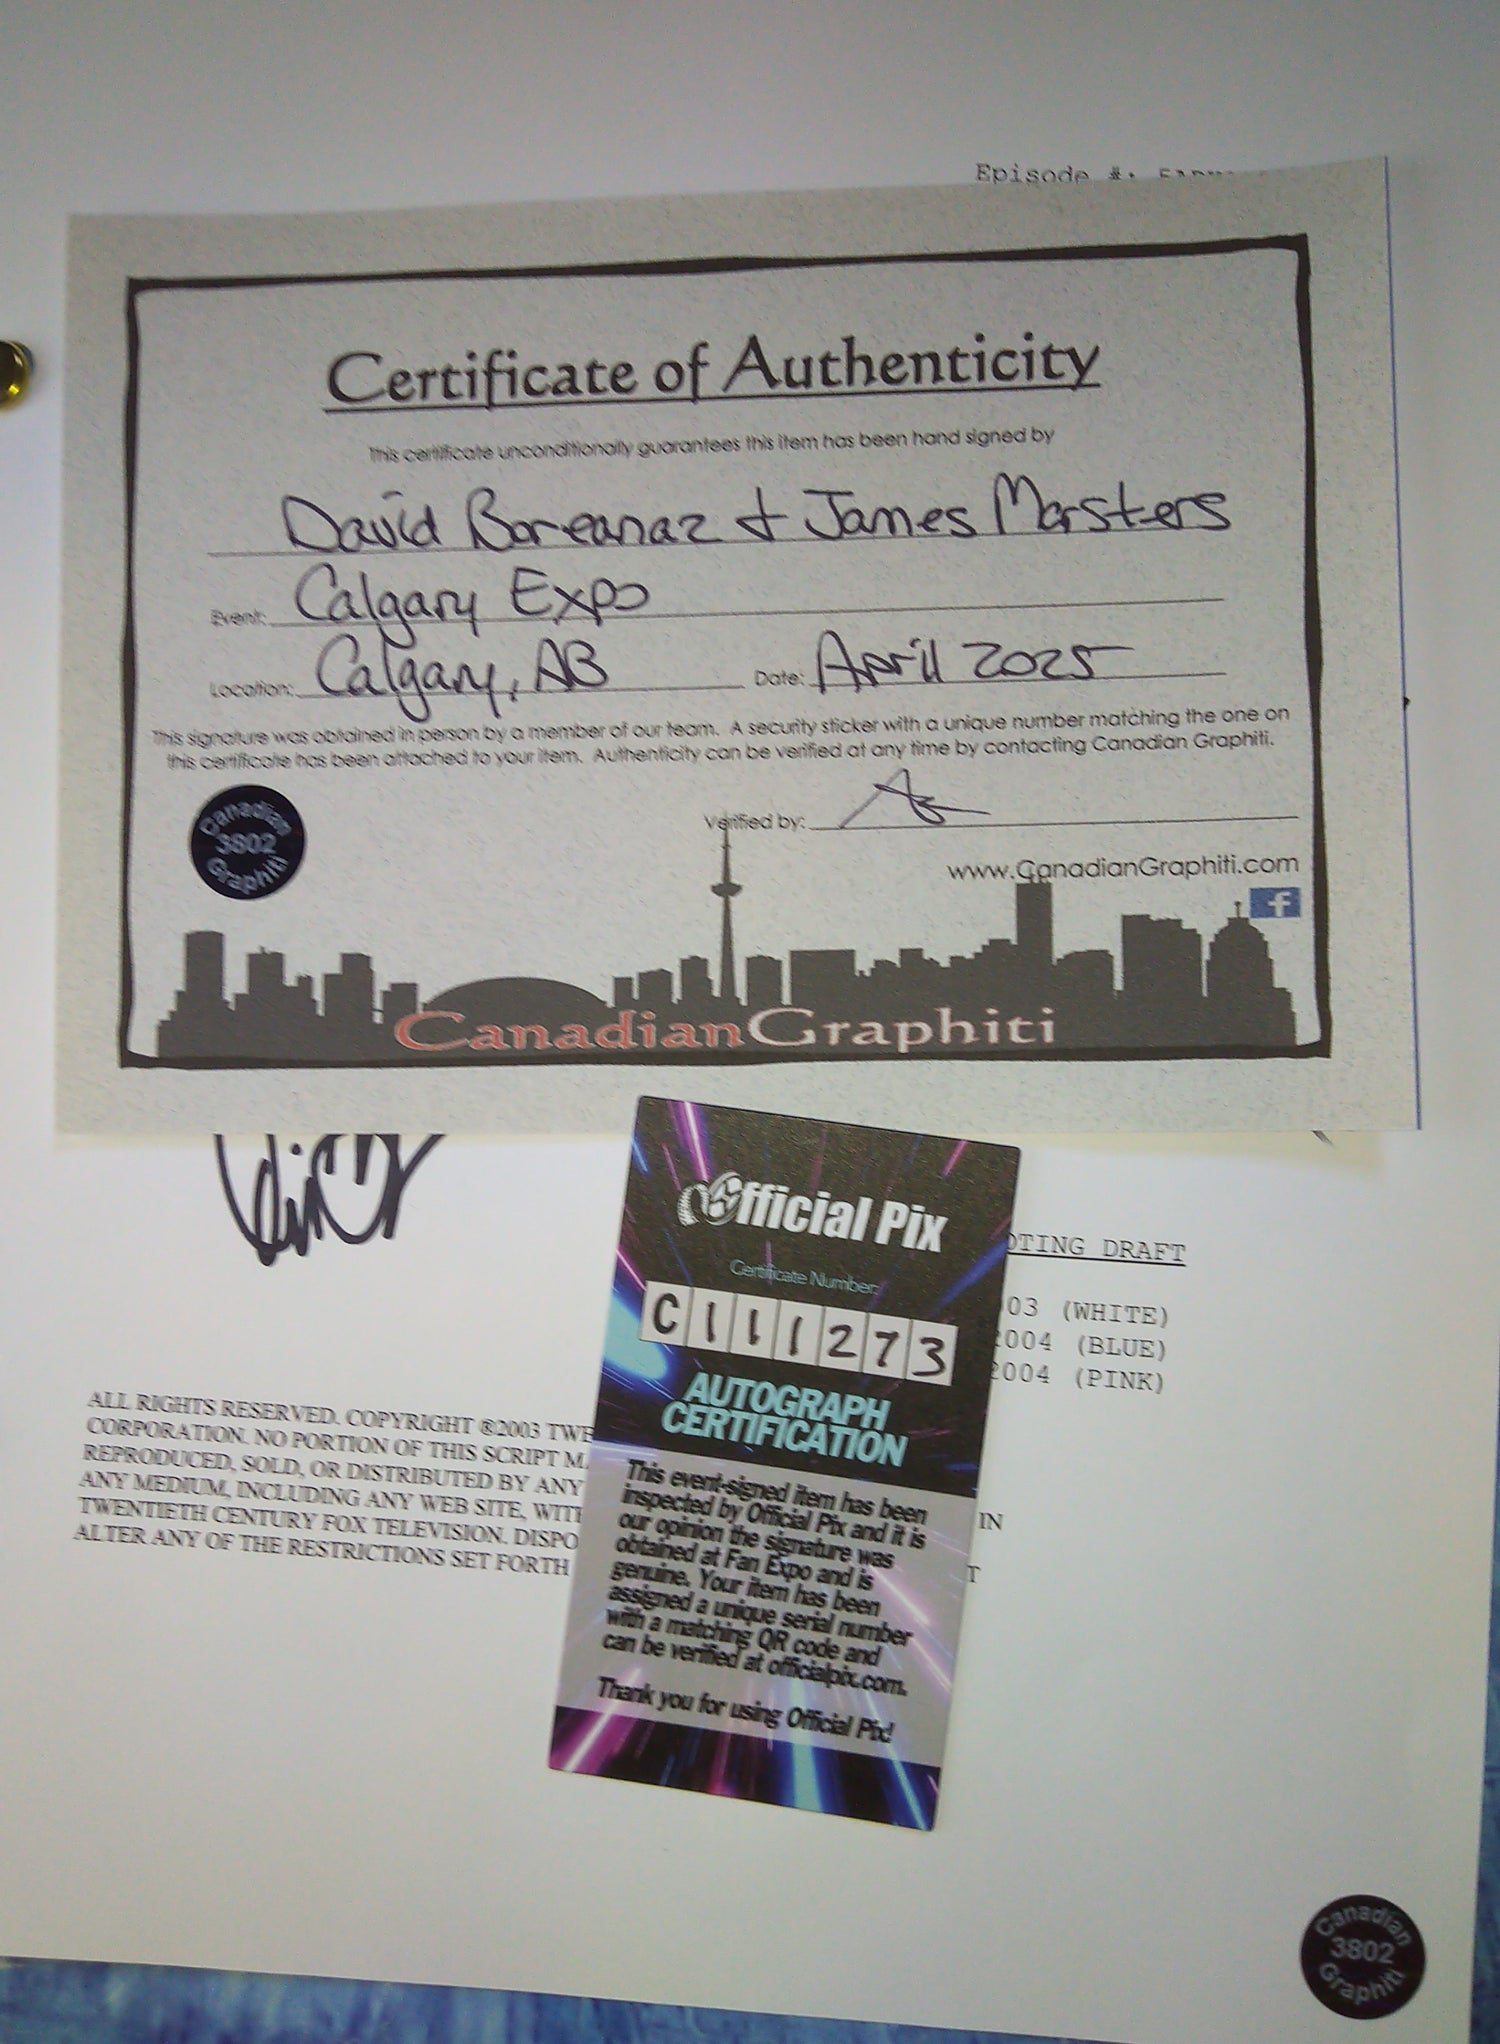 Episode #:
Certificate of Authenticity
This certificate unconditionally guarantees this item has been hand signed by
David Boreanaz & James Marsters
Event: Calgary Expo
Location: Calgary, AB Date: April 2025
This signature was obtained in person by a member of our team. A security sticker with a unique number matching the one on
this certificate has been attached to your item. Authenticity can be verified at any time by contacting Canadian Graphiti.
Canadian
3802
Graphiti
Verified by:
www.CanadianGraphiti.com
f
CanadianGraphiti
OTING DRAFT
03 (WHITE)
2004 (BLUE)
2004 (PINK)
Official Pix
Certificate Number:
C111273
AUTOGRAPH
CERTIFICATION
This event-signed item has been
inspected by Official Pix and it is
our opinion the signature was
obtained at Fan Expo and is
genuine. Your item has been
assigned a unique serial number
with a matching QR code and
can be verified at officialpix.com.
Thank you for using Official Pix!
ALL RIGHTS RESERVED. COPYRIGHT ®2003 TWE
CORPORATION. NO PORTION OF THIS SCRIPT M
REPRODUCED, SOLD, OR DISTRIBUTED BY ANY
ANY MEDIUM, INCLUDING ANY WEB SITE, WITH IN
TWENTIETH CENTURY FOX TELEVISION. DISPO
ALTER ANY OF THE RESTRICTIONS SET FORTH T
Canadian
3802
Graphiti